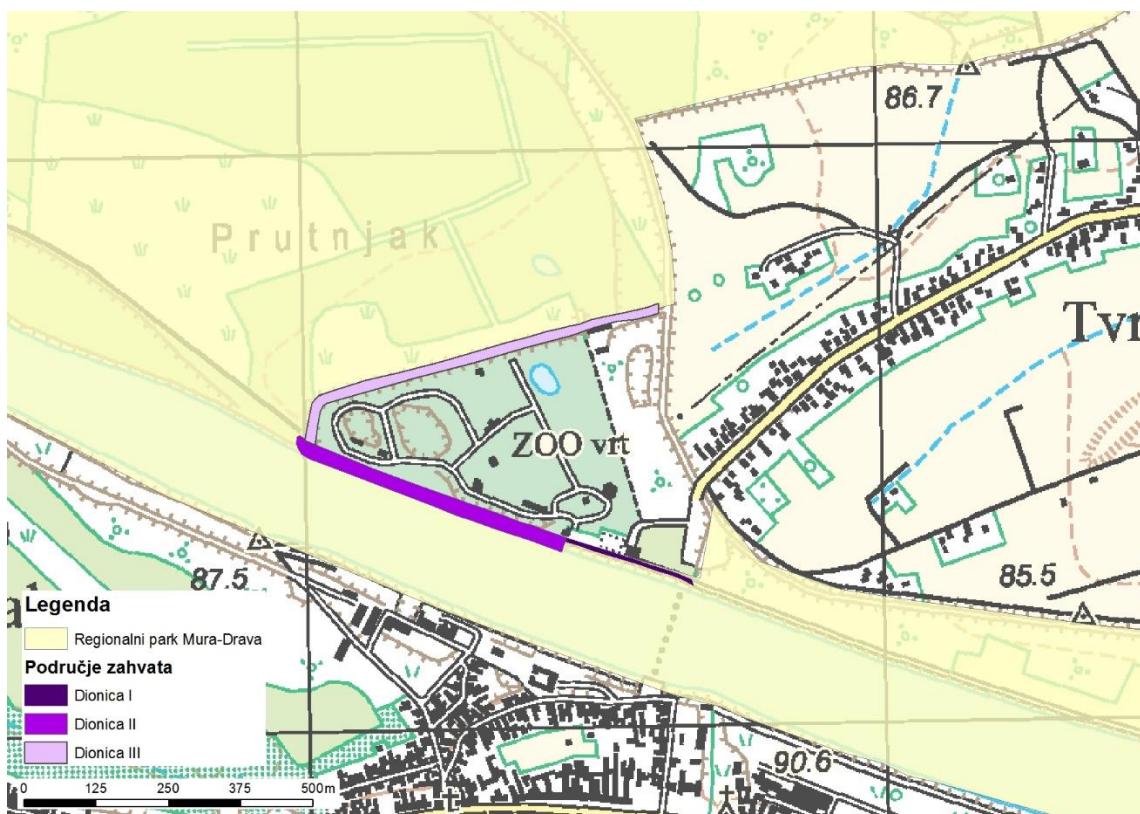 86.7
Prutnjak
Tvr
ZOO vrt
87.5
85.5
a
Legenda
Regionalni park Mura-Drava
Područje zahvata
Dionica I
Dionica II
Dionica III
90.6
0 125 250 375 500m